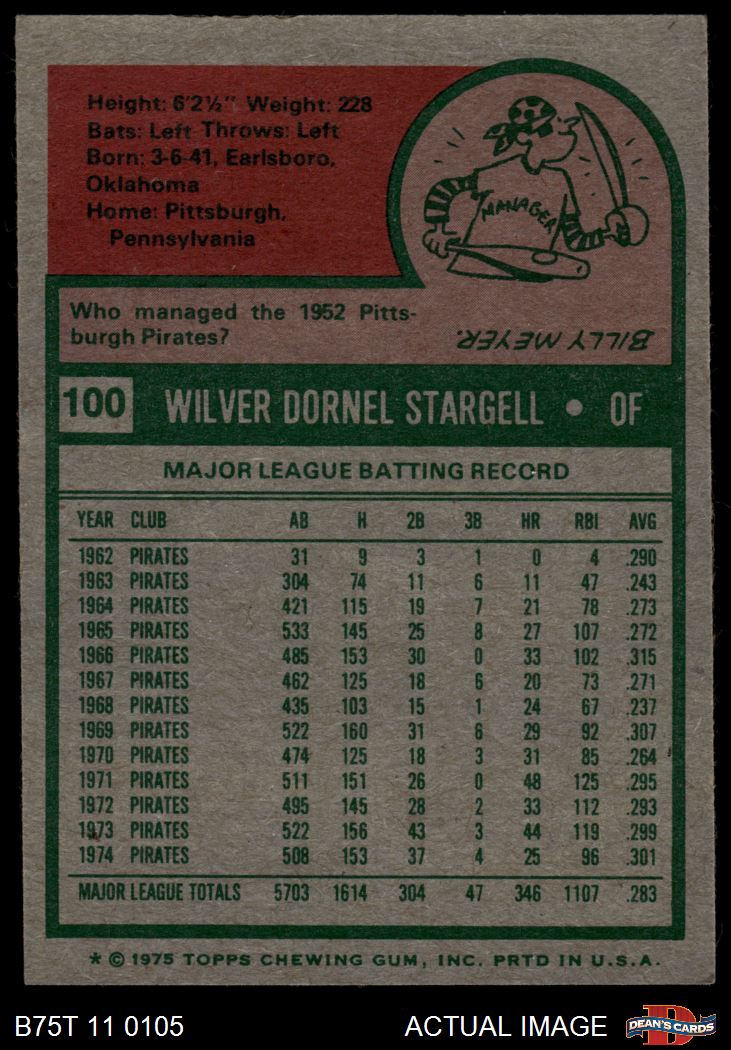 Height: 6'2½" Weight: 228
Bats: Left Throws: Left
Born: 3-6-41, Earlsboro,
Oklahoma
Home: Pittsburgh,
Pennsylvania
MANAGER
Who managed the 1952 Pitts-
burgh Pirates?
BILLY MEYER.
100 WILVER DORNEL STARGELL • OF
MAJOR LEAGUE BATTING RECORD
YEAR CLUB AB H 2B 3B HR RBI AVG
1962 PIRATES 31 9 3 1 0 4 .290
1963 PIRATES 304 74 11 6 11 47 .243
1964 PIRATES 421 115 19 7 21 78 .273
1965 PIRATES 533 145 25 8 27 107 .272
1966 PIRATES 485 153 30 0 33 102 .315
1967 PIRATES 462 125 18 6 20 73 .271
1968 PIRATES 435 103 15 1 24 67 .237
1969 PIRATES 522 160 31 6 29 92 .307
1970 PIRATES 474 125 18 3 31 85 .264
1971 PIRATES 511 151 26 0 48 125 .295
1972 PIRATES 495 145 28 2 33 112 .293
1973 PIRATES 522 156 43 3 44 119 .299
1974 PIRATES 508 153 37 4 25 96 .301
MAJOR LEAGUE TOTALS 5703 1614 304 47 346 1107 .283
* © 1975 TOPPS CHEWING GUM, INC. PRTD IN U.S.A.
B75T 11 0105 ACTUAL IMAGE D DEAN'S CARDS